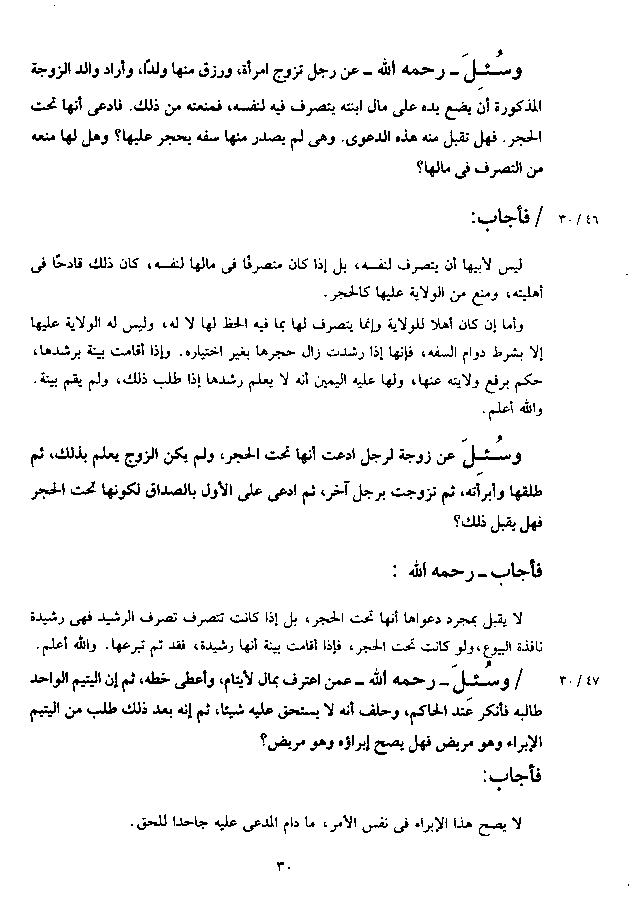 وسُئِلَ ـ رحمه الله ـ عن رجل تزوج امرأة، ورزق منها ولدًا، وأراد والد الزوجة
المذكورة أن يضع يده على مال ابنته يتصرف فيه لنفسه، فمنعته من ذلك. فادعى أنها تحت
الحجر. فهل تقبل منه هذه الدعوى. وهى لم يصدر منها سفه يحجر عليها؟ وهل لها منعه
من التصرف فى مالها؟
٣٠/٤٦ / فأجاب:
ليس لأبيها أن يتصرف لنفسه، بل إذا كان متصرفًا فى مالها لنفسه، كان ذلك قادحًا فى
أهليته، ومنع من الولاية عليها كالحجر.
وأما إن كان أهلا للولاية وإنما يتصرف لها بما فيه الحظ لها لا له، وليس له الولاية عليها
إلا بشرط دوام السفه، فإنها إذا رشدت زال حجرها بغير اختياره. وإذا أقامت بينة برشدها،
حكم برفع ولايته عنها، ولها عليه اليمين أنه لا يعلم رشدها إذا طلب ذلك، ولم يقم بينة.
والله أعلم.
وسُئِلَ عن زوجة لرجل ادعت أنها تحت الحجر، ولم يكن الزوج يعلم بذلك، ثم
طلقها وأبرأته، ثم تزوجت برجل آخر، ثم ادعى على الأول بالصداق لكونها تحت الحجر
فهل يقبل ذلك؟
فأجاب ـ رحمه الله :
لا يقبل بمجرد دعواها أنها تحت الحجر، بل إذا كانت تتصرف تصرف الرشيد فهى رشيدة
نافذة البيوع،ولو كانت تحت الحجر، فإذا أقامت بينة أنها رشيدة، فقد تم تبرعها. والله أعلم.
٣٠/٤٧ / وسُئِلَ ـ رحمه الله ـ عمن اعترف بمال لأيتام، وأعطى خطه، ثم إن اليتيم الواحد
طالبه فأنكر عند الحاكم، وحلف أنه لا يستحق عليه شيئا، ثم إنه بعد ذلك طلب من اليتيم
الإبراء وهو مريض فهل يصح إبراؤه وهو مريض؟
فأجاب:
لا يصح هذا الإبراء فى نفس الأمر، ما دام المدعى عليه جاحدا للحق.
٣٠